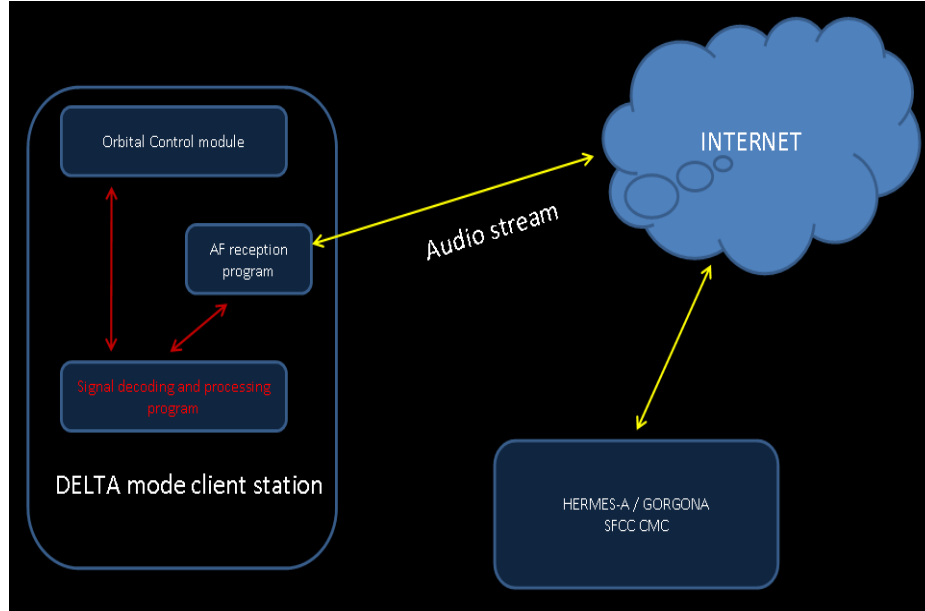 Orbital Control module
INTERNET
AF reception
program
Audio stream
Signal decoding and processing
program
DELTA mode client station
HERMES-A / GORGONA
SFCC CMC